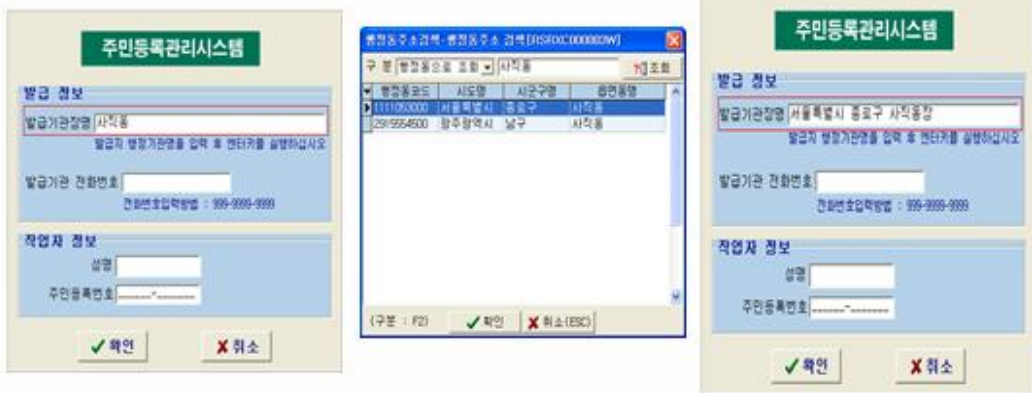 주민등록관리시스템
발급 정보
발급기관장명 사직동
발급지 행정기관명을 입력 후 엔터키를 실행하십시오
발급기관 전화번호
전화번호입력방법 : 999-9999-9999
작업자 정보
성명
주민등록번호 ______-_______
확인
취소
행정동주소검색-행정동주소 검색[RSRXC000003W]
구 분 행정동으로 조회 사직동 조회
행정동코드 시도명 시군구명 읍면동명
1111053000 서울특별시 종로구 사직동
2915554500 광주광역시 남구 사직동
(구분 : F2) 확인 취소(ESC)
주민등록관리시스템
발급 정보
발급기관장명 서울특별시 종로구 사직동장
발급지 행정기관명을 입력 후 엔터키를 실행하십시오
발급기관 전화번호
전화번호입력방법 : 999-9999-9999
작업자 정보
성명
주민등록번호 ______-_______
확인
취소